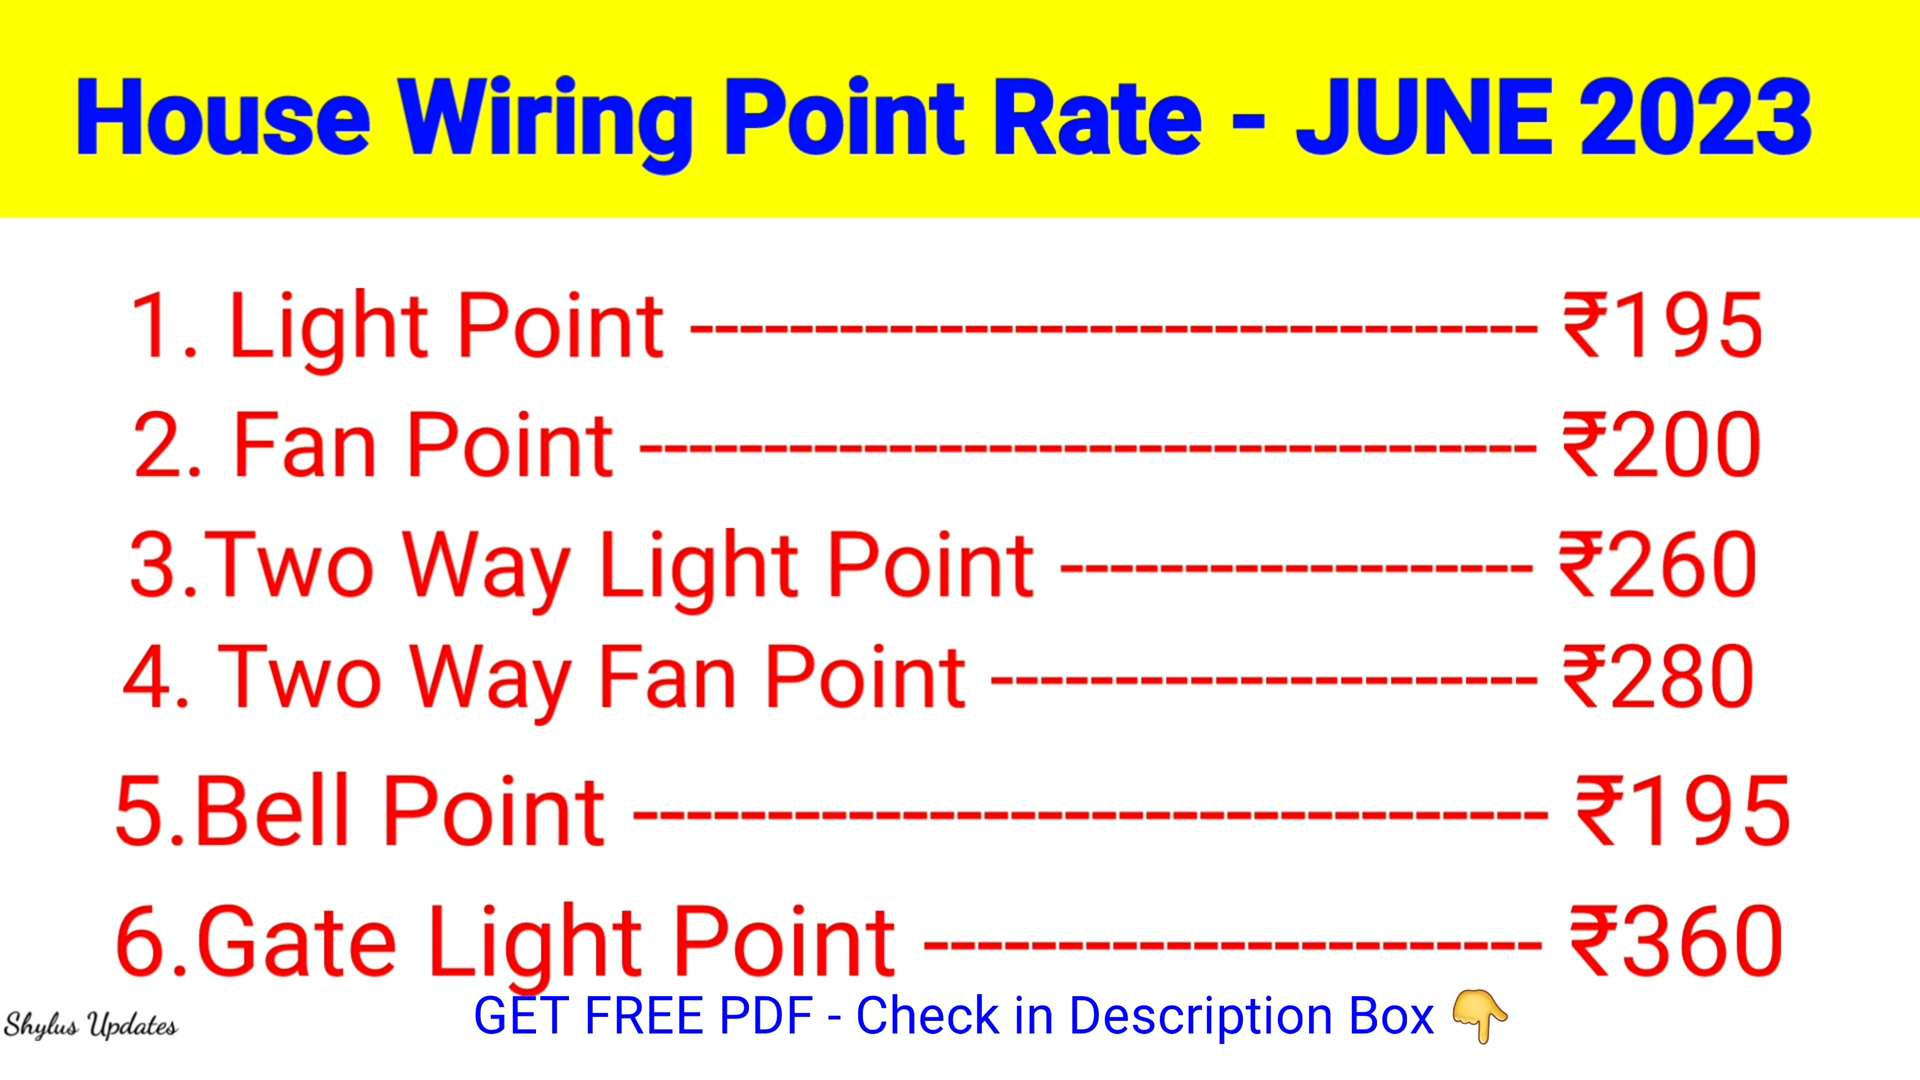 House Wiring Point Rate - JUNE 2023
1. Light Point ---------------------------------- ₹195
2. Fan Point ------------------------------------ ₹200
3.Two Way Light Point ------------------- ₹260
4. Two Way Fan Point ---------------------- ₹280
5.Bell Point ---------------------------------- ₹195
6.Gate Light Point ----------------------- ₹360
GET FREE PDF - Check in Description Box 👇
Shylus Updates